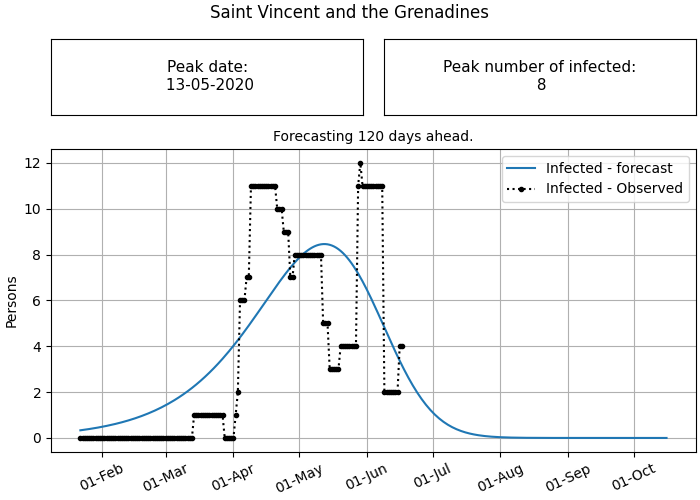 Saint Vincent and the Grenadines
Peak date:
13-05-2020
Peak number of infected:
8
Forecasting 120 days ahead.
Infected - forecast
Infected - Observed
Persons
12
10
8
6
4
2
0
01-Feb
01-Mar
01-Apr
01-May
01-Jun
01-Jul
01-Aug
01-Sep
01-Oct